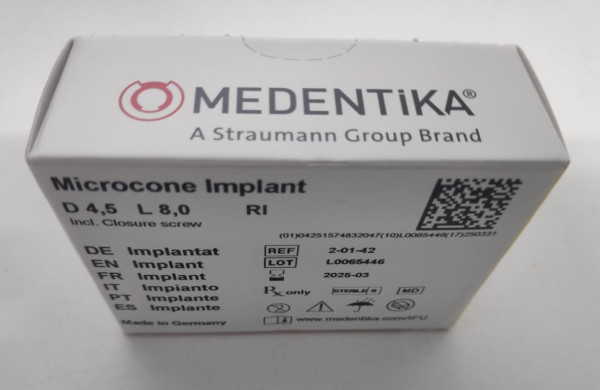 MEDENTiKA®
A Straumann Group Brand
Microcone Implant
D 4,5 L 8,0 RI
Incl. Closure screw
(01)04251574832047(10)L0065446(17)250331
DE Implantat
EN Implant
FR Implant
IT Impianto
PT Implante
ES Implante
Made in Germany
REF 2-01-42
LOT L0065446
2025-03
Rx only STERILE R MD
www.medentika.com/IFU